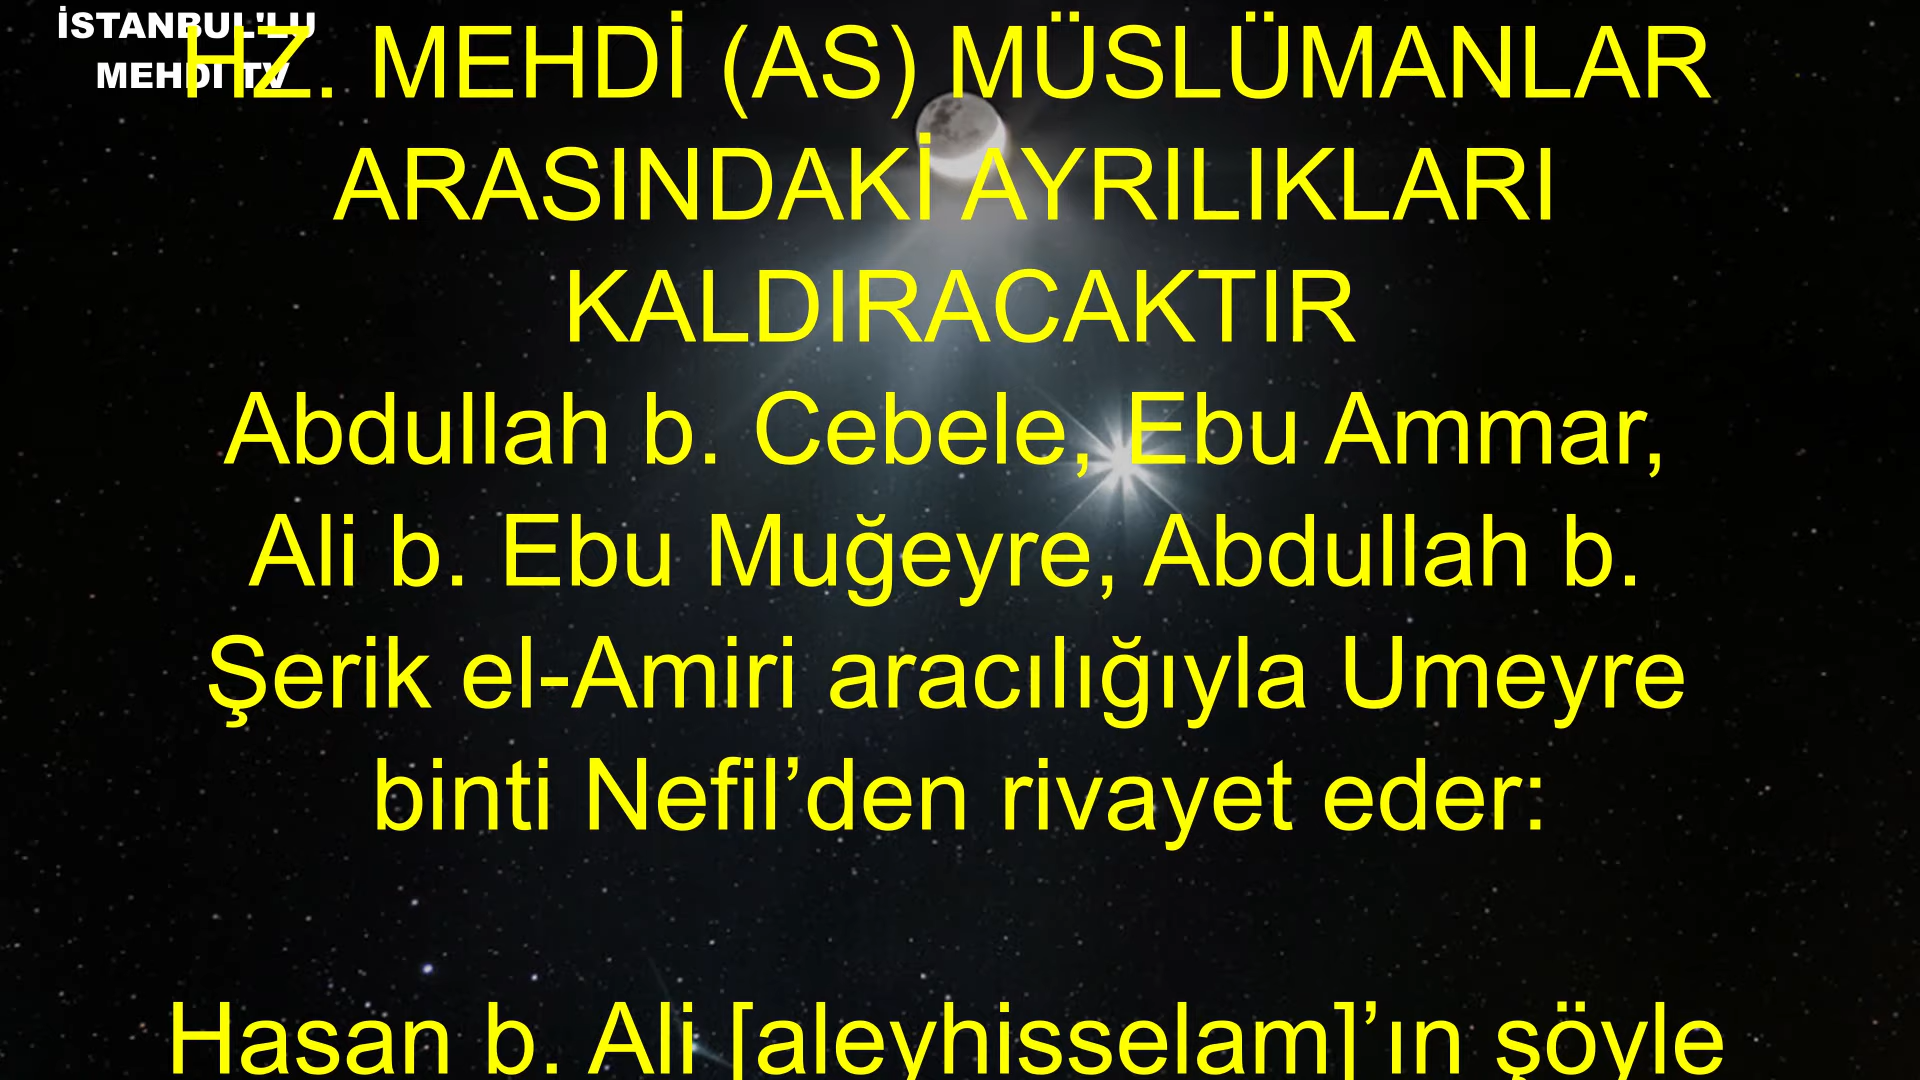 İSTANBUL'LU
MEHDI TV
HZ. MEHDİ (AS) MÜSLÜMANLAR
ARASINDAKİ AYRILIKLARI
KALDIRACAKTIR
Abdullah b. Cebele, Ebu Ammar,
Ali b. Ebu Muğeyre, Abdullah b.
Şerik el-Amiri aracılığıyla Umeyre
binti Nefil’den rivayet eder:
Hasan b. Ali [aleyhisselam]’ın şöyle